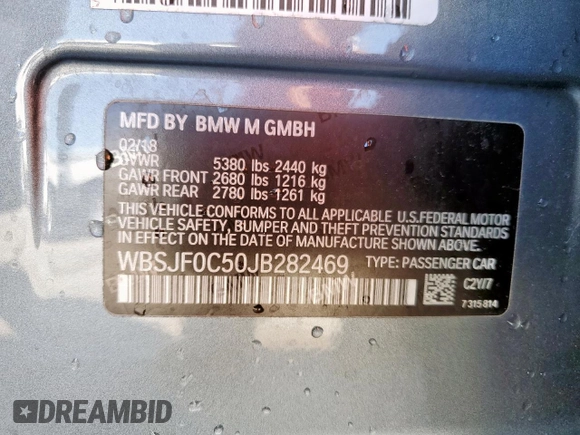 MFD BY BMW M GMBH
02/18
GVWR 5380 lbs 2440 kg
GAWR FRONT 2680 lbs 1216 kg
GAWR REAR 2780 lbs 1261 kg
THIS VEHICLE CONFORMS TO ALL APPLICABLE U.S.FEDERAL MOTOR
VEHICLE SAFETY, BUMPER, AND THEFT PREVENTION STANDARDS
IN EFFECT ON THE DATE OF MANUFACTURE SHOWN ABOVE.
WBSJF0C50JB282469 TYPE: PASSENGER CAR
C2Y/7
7315814
DREAMBID